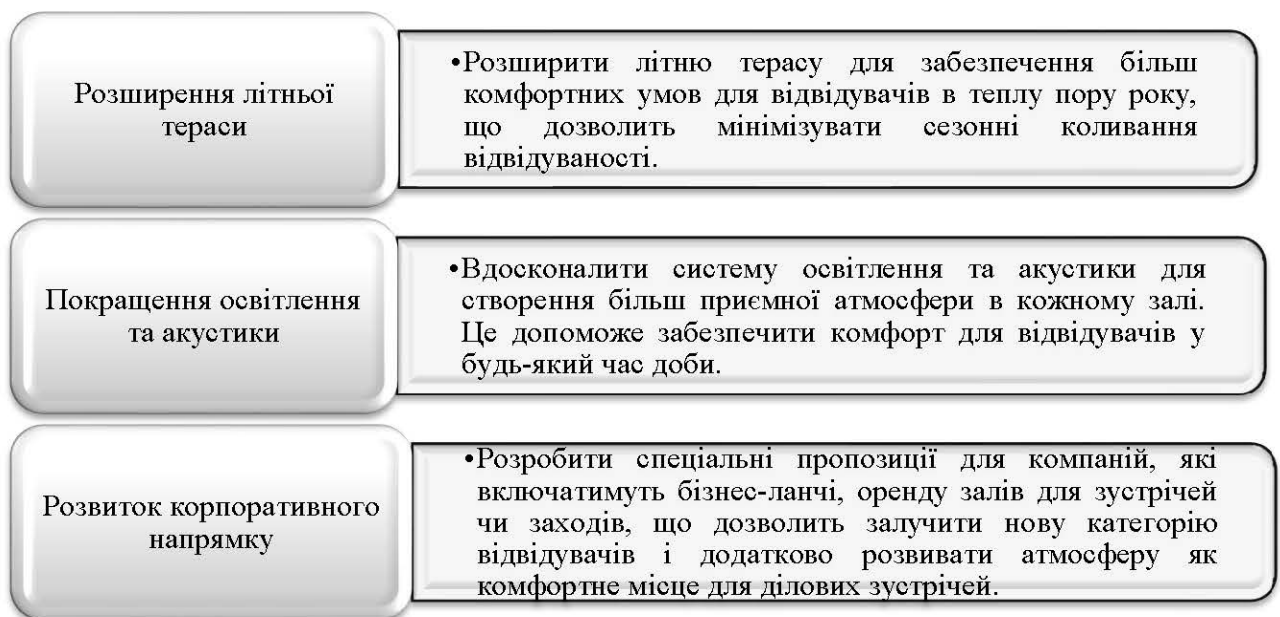 Розширення літньої
тераси
•Розширити літню терасу для забезпечення більш
комфортних умов для відвідувачів в теплу пору року,
що дозволить мінімізувати сезонні коливання
відвідуваності.
Покращення освітлення
та акустики
•Вдосконалити систему освітлення та акустики для
створення більш приємної атмосфери в кожному залі.
Це допоможе забезпечити комфорт для відвідувачів у
будь-який час доби.
Розвиток корпоративного
напрямку
•Розробити спеціальні пропозиції для компаній, які
включатимуть бізнес-ланчі, оренду залів для зустрічей
чи заходів, що дозволить залучити нову категорію
відвідувачів і додатково розвивати атмосферу як
комфортне місце для ділових зустрічей.